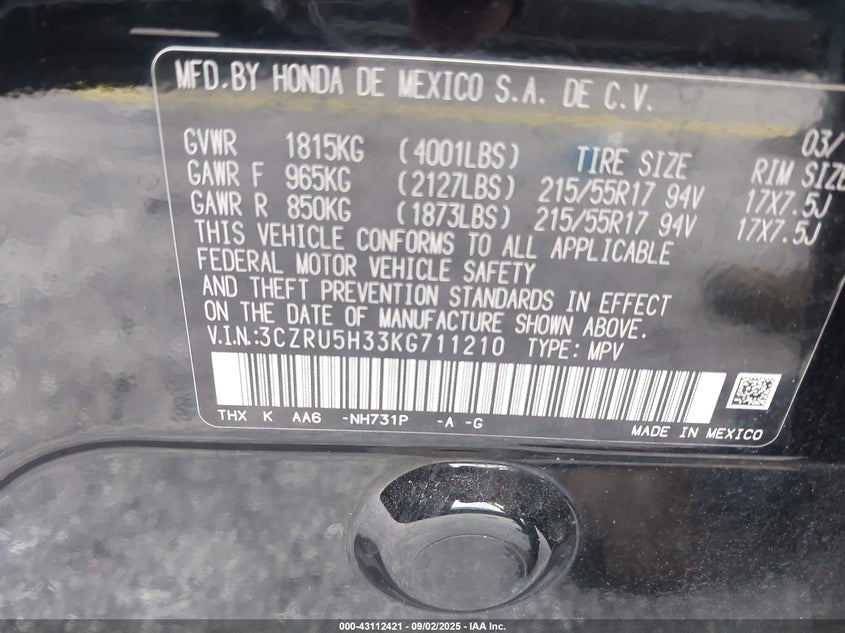 MFD. BY HONDA DE MEXICO S.A. DE C.V.
03/
GVWR 1815KG (4001LBS) TIRE SIZE RIM SIZE
GAWR F 965KG (2127LBS) 215/55R17 94V 17X7.5J
GAWR R 850KG (1873LBS) 215/55R17 94V 17X7.5J
THIS VEHICLE CONFORMS TO ALL APPLICABLE
FEDERAL MOTOR VEHICLE SAFETY
AND THEFT PREVENTION STANDARDS IN EFFECT
ON THE DATE OF MANUFACTURE SHOWN ABOVE.
V.I.N.:3CZRU5H33KG711210 TYPE: MPV
THX K AA6 -NH731P -A -G
MADE IN MEXICO
000-43112421 - 09/02/2025 - IAA Inc.